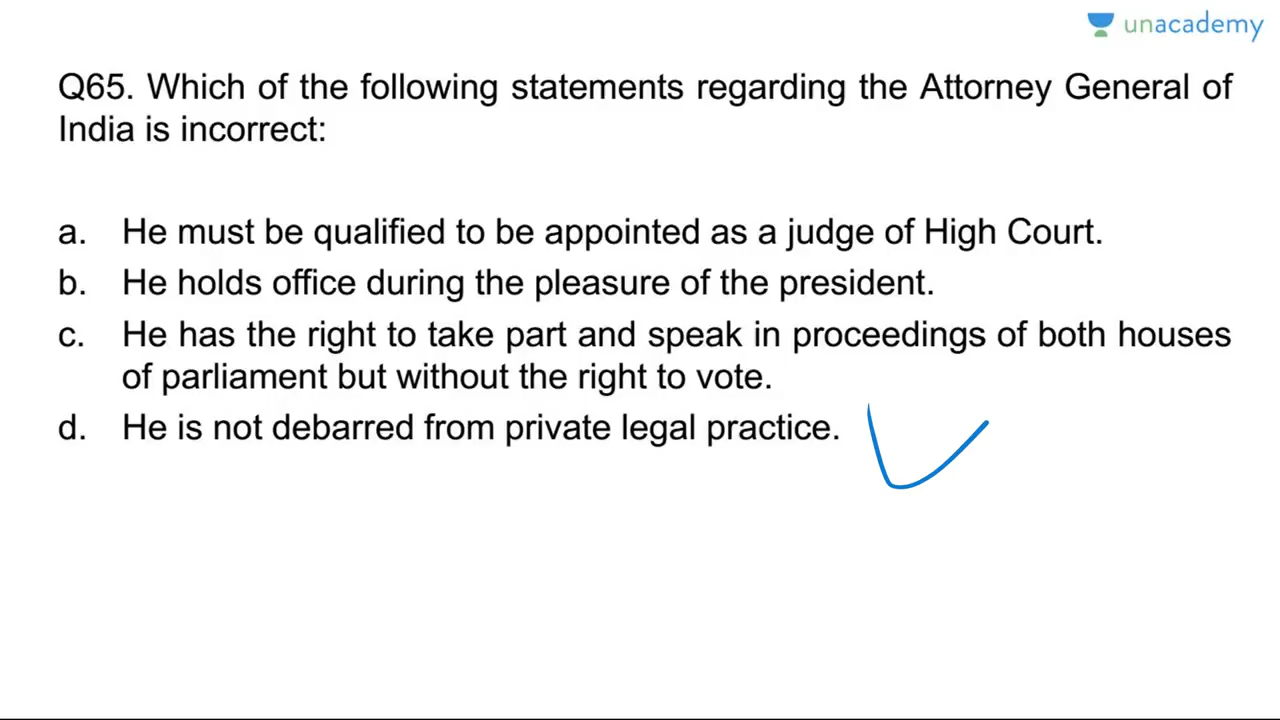 unacademy
Q65. Which of the following statements regarding the Attorney General of
India is incorrect:
a. He must be qualified to be appointed as a judge of High Court.
b. He holds office during the pleasure of the president.
c. He has the right to take part and speak in proceedings of both houses
of parliament but without the right to vote.
d. He is not debarred from private legal practice.